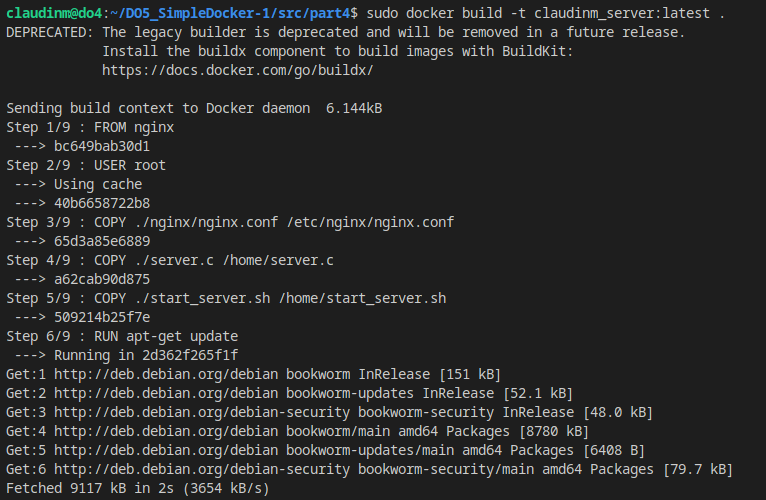 claudinm@do4:~/DO5_SimpleDocker-1/src/part4$ sudo docker build -t claudinm_server:latest .
DEPRECATED: The legacy builder is deprecated and will be removed in a future release.
            Install the buildx component to build images with BuildKit:
            https://docs.docker.com/go/buildx/

Sending build context to Docker daemon  6.144kB
Step 1/9 : FROM nginx
 ---> bc649bab30d1
Step 2/9 : USER root
 ---> Using cache
 ---> 40b6658722b8
Step 3/9 : COPY ./nginx/nginx.conf /etc/nginx/nginx.conf
 ---> 65d3a85e6889
Step 4/9 : COPY ./server.c /home/server.c
 ---> a62cab90d875
Step 5/9 : COPY ./start_server.sh /home/start_server.sh
 ---> 509214b25f7e
Step 6/9 : RUN apt-get update
 ---> Running in 2d362f265f1f
Get:1 http://deb.debian.org/debian bookworm InRelease [151 kB]
Get:2 http://deb.debian.org/debian bookworm-updates InRelease [52.1 kB]
Get:3 http://deb.debian.org/debian-security bookworm-security InRelease [48.0 kB]
Get:4 http://deb.debian.org/debian bookworm/main amd64 Packages [8780 kB]
Get:5 http://deb.debian.org/debian bookworm-updates/main amd64 Packages [6408 B]
Get:6 http://deb.debian.org/debian-security bookworm-security/main amd64 Packages [79.7 kB]
Fetched 9117 kB in 2s (3654 kB/s)